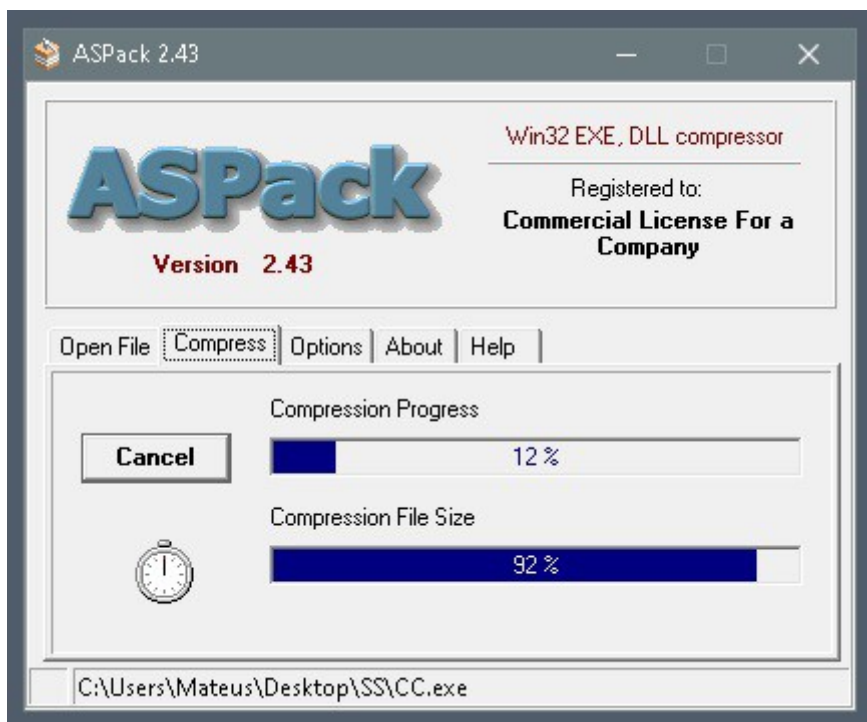 ASPack 2.43
ASPack
Version 2.43
Win32 EXE, DLL compressor
Registered to:
Commercial License For a
Company
Open File Compress Options About Help
Compression Progress
Cancel
12 %
Compression File Size
92 %
C:\Users\Mateus\Desktop\SS\CC.exe